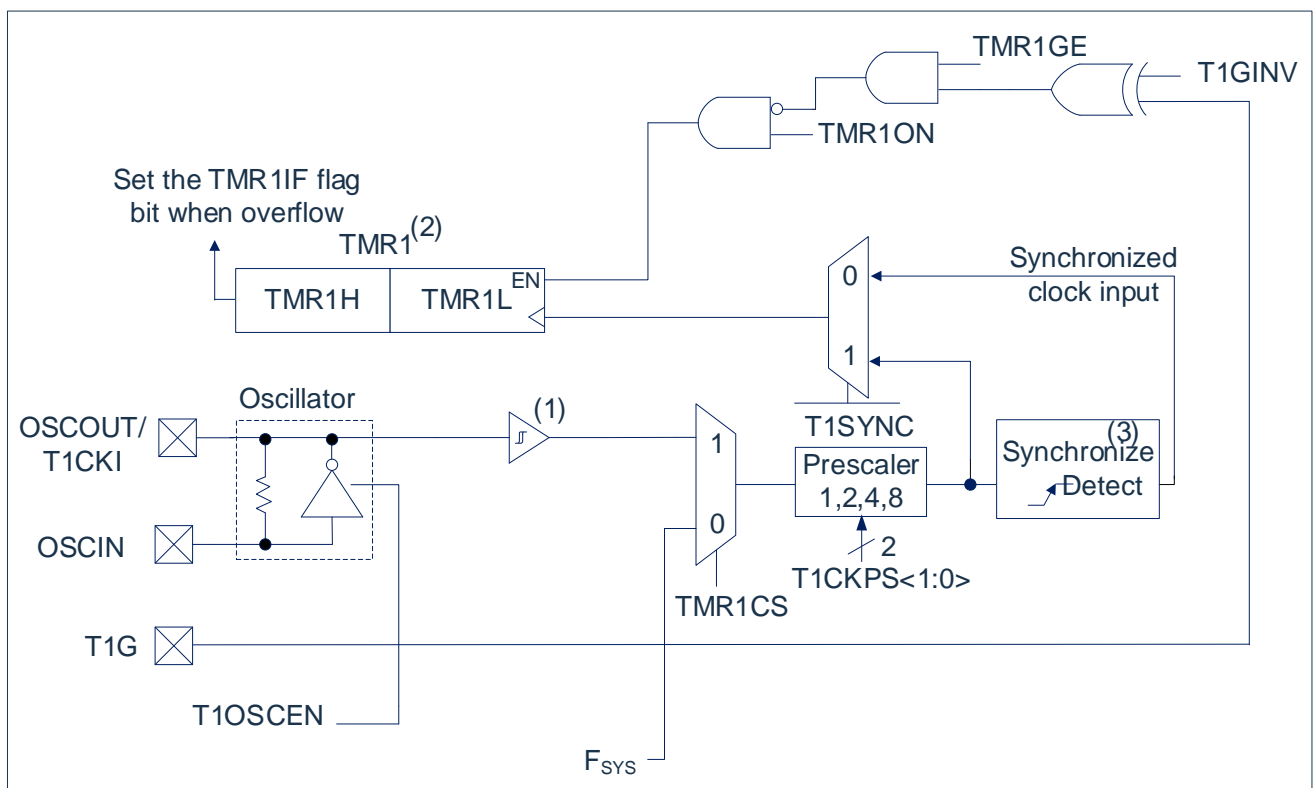 TMR1GE
T1GINV
TMR1ON
Set the TMR1IF flag
bit when overflow
TMR1(2)
EN
TMR1H
TMR1L
0
Synchronized
clock input
1
Oscillator
OSCOUT/
T1CKI
(1)
T1SYNC
1
Prescaler
1,2,4,8
(3)
Synchronize
Detect
OSCIN
0
2
T1CKPS<1:0>
TMR1CS
T1G
T1OSCEN
FSYS